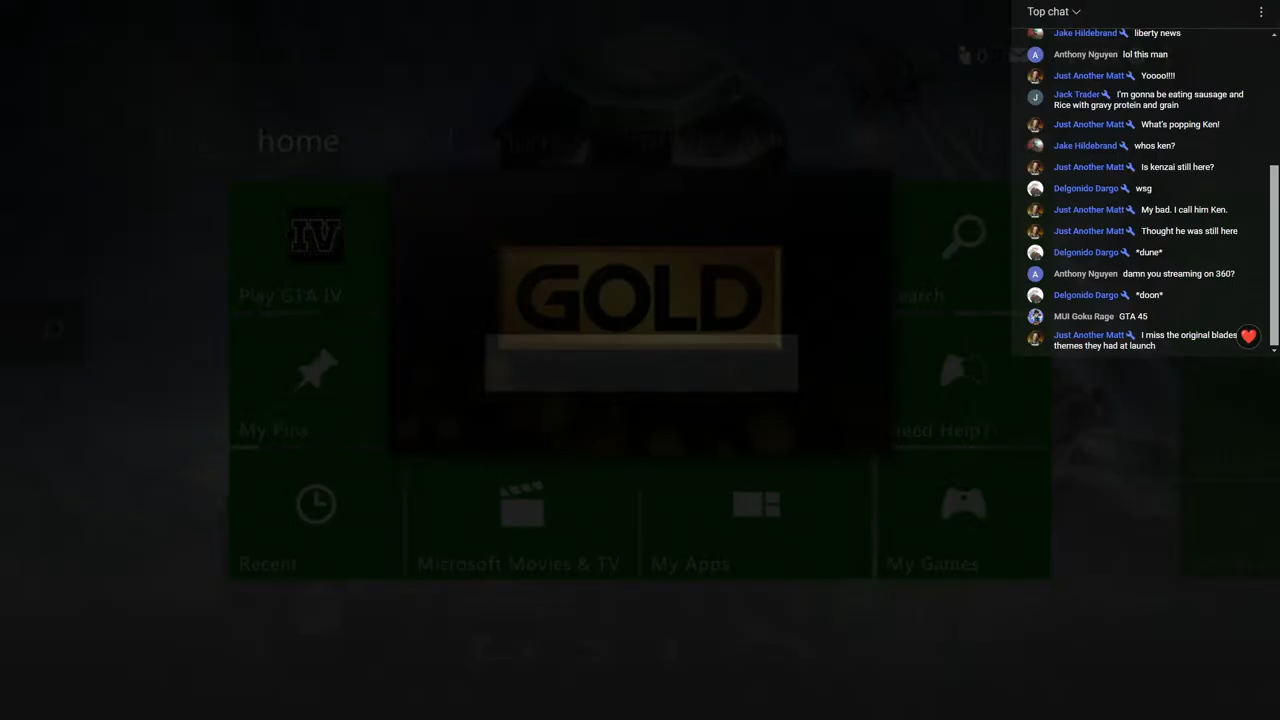 Top chat
Jake Hildebrand liberty news
Anthony Nguyen lol this man
Just Another Matt Yoooo!!!!
Jack Trader I'm gonna be eating sausage and
Rice with gravy protein and grain
Just Another Matt What's popping Ken!
Jake Hildebrand whos ken?
Just Another Matt Is kenzai still here?
Delgonido Dargo wsg
Just Another Matt My bad. I call him Ken.
Just Another Matt Thought he was still here
Delgonido Dargo *dune*
Anthony Nguyen damn you streaming on 360?
Delgonido Dargo *doon*
MUI Goku Rage GTA 45
Just Another Matt I miss the original blades
themes they had at launch
home
IV
Play GTA IV
GOLD
earch
My Pins
eed Help
Recent
Microsoft Movies & TV
My Apps
My Games